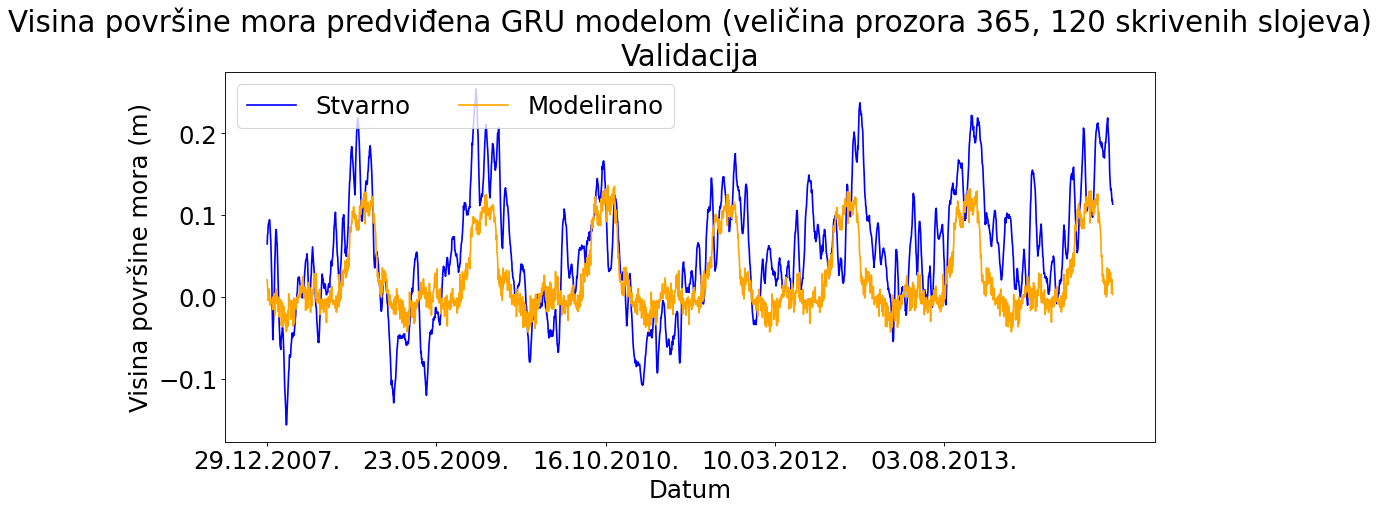 Visina površine mora predviđena GRU modelom (veličina prozora 365, 120 skrivenih slojeva)
Validacija
Stvarno
Modelirano
Visina površine mora (m)
0.2
0.1
0.0
−0.1
29.12.2007.
23.05.2009.
16.10.2010.
10.03.2012.
03.08.2013.
Datum